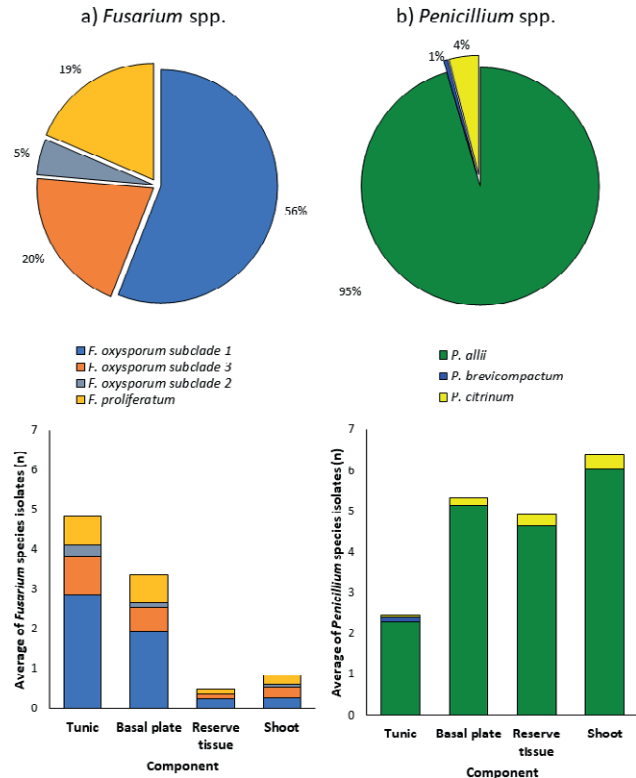 a) Fusarium spp.
19%
5%
20%
56%
F. oxysporum subclade 1
F. oxysporum subclade 3
F. oxysporum subclade 2
F. proliferatum
Average of Fusarium species isolates [n]
7
6
5
4
3
2
1
0
Tunic
Basal plate
Reserve
tissue
Shoot
Component
b) Penicillium spp.
1%
4%
95%
P. allii
P. brevicompactum
P. citrinum
Average of Penicillium species isolates (n)
7
6
5
4
3
2
1
0
Tunic
Basal plate
Reserve
tissue
Shoot
Component